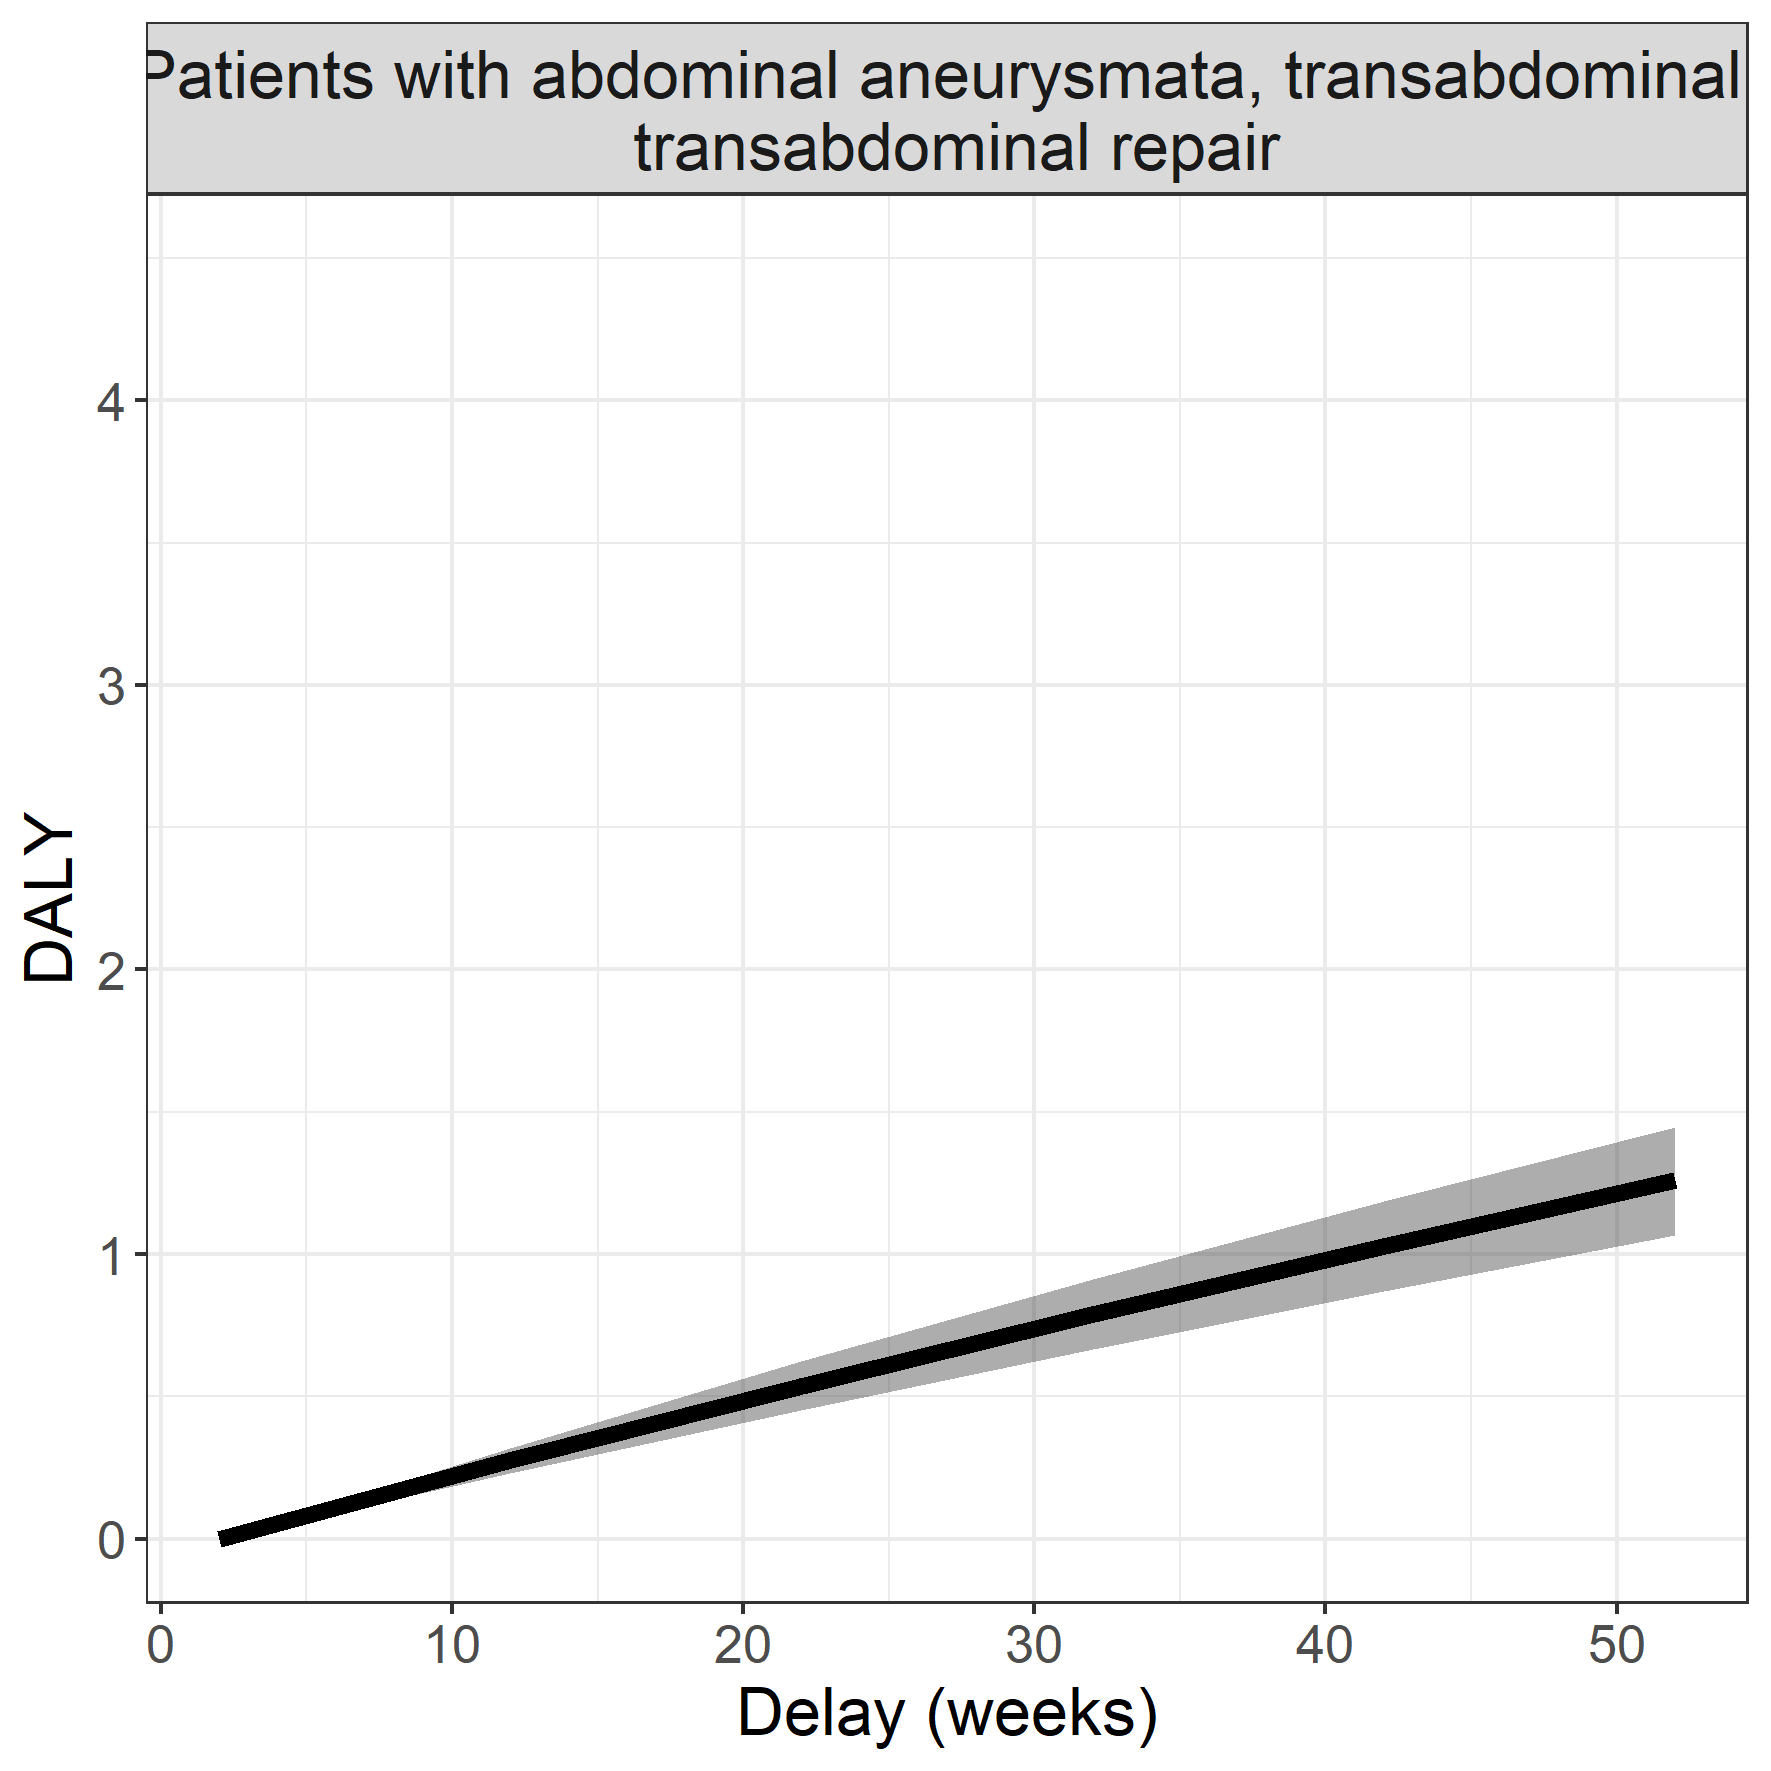 Patients with abdominal aneurysmata, transabdominal
transabdominal repair
4
3
2
1
0
DALY
0 10 20 30 40 50
Delay (weeks)